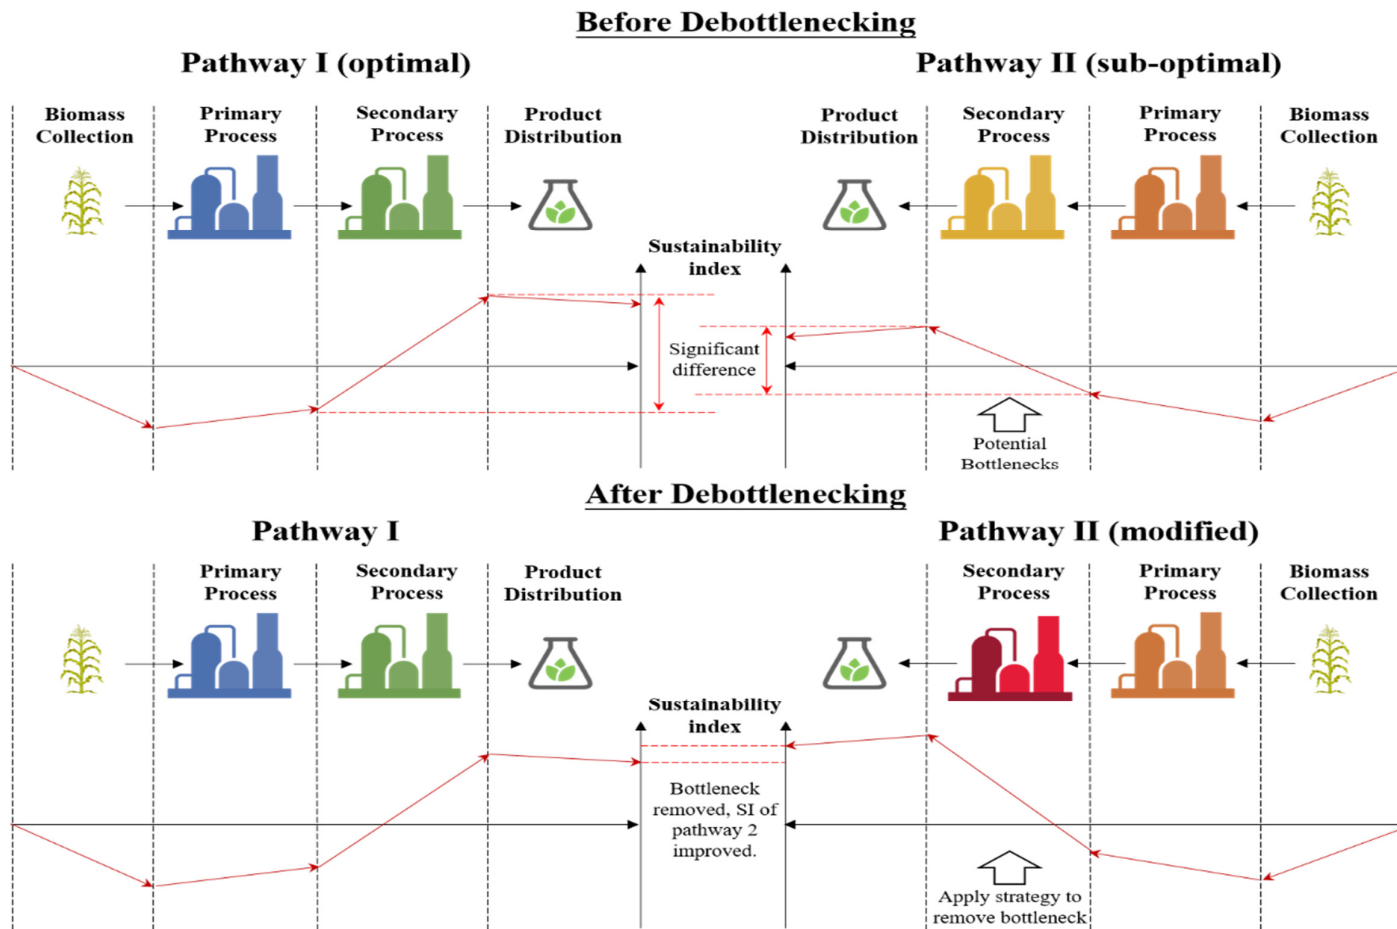 Before Debottlenecking
Pathway I (optimal)
Pathway II (sub-optimal)
Biomass
Collection
Primary
Process
Secondary
Process
Product
Distribution
Product
Distribution
Secondary
Process
Primary
Process
Biomass
Collection
Sustainability
index
Significant
difference
Potential
Bottlenecks
After Debottlenecking
Pathway I
Pathway II (modified)
Primary
Process
Secondary
Process
Product
Distribution
Secondary
Process
Primary
Process
Biomass
Collection
Sustainability
index
Bottleneck
removed, SI of
pathway 2
improved.
Apply strategy to
remove bottleneck